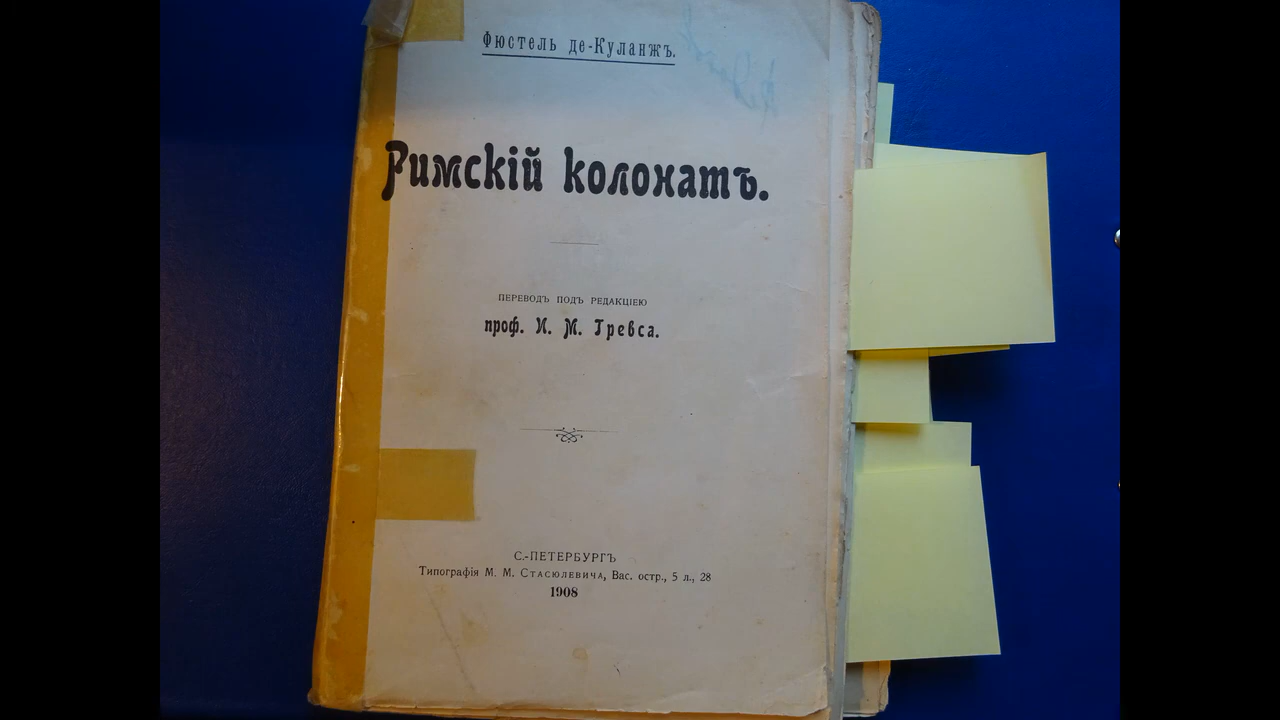 Фюстель де-Куланжъ.
Римскій колонатъ.
ПЕРЕВОДЪ ПОДЪ РЕДАКЦІЕЮ
проф. И. М. Гревса.
С.-ПЕТЕРБУРГЪ
Типографія М. М. Стасюлевича, Вас. остр., 5 л., 28
1908